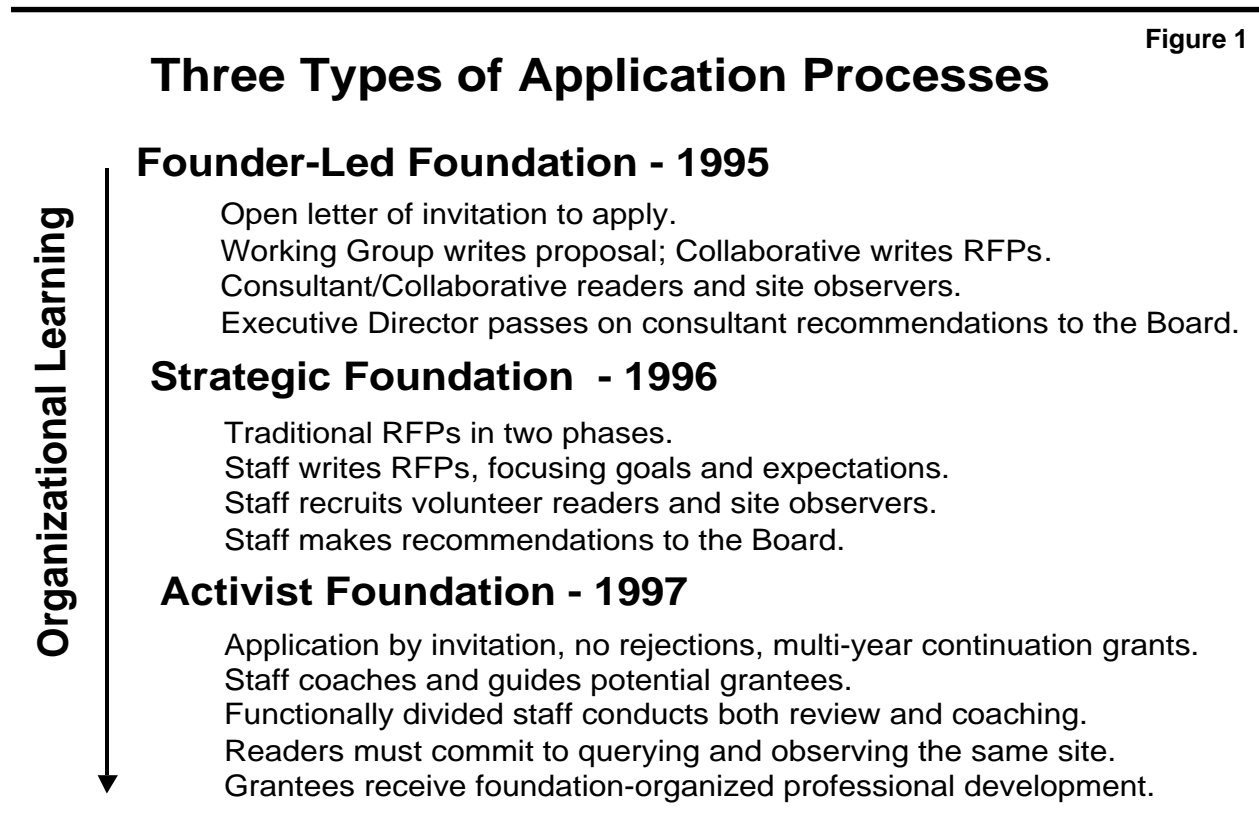 Figure 1
Three Types of Application Processes
Founder-Led Foundation - 1995
Open letter of invitation to apply.
Working Group writes proposal; Collaborative writes RFPs.
Consultant/Collaborative readers and site observers.
Executive Director passes on consultant recommendations to the Board.
Strategic Foundation - 1996
Traditional RFPs in two phases.
Staff writes RFPs, focusing goals and expectations.
Staff recruits volunteer readers and site observers.
Staff makes recommendations to the Board.
Activist Foundation - 1997
Application by invitation, no rejections, multi-year continuation grants.
Staff coaches and guides potential grantees.
Functionally divided staff conducts both review and coaching.
Readers must commit to querying and observing the same site.
Grantees receive foundation-organized professional development.
Organizational Learning